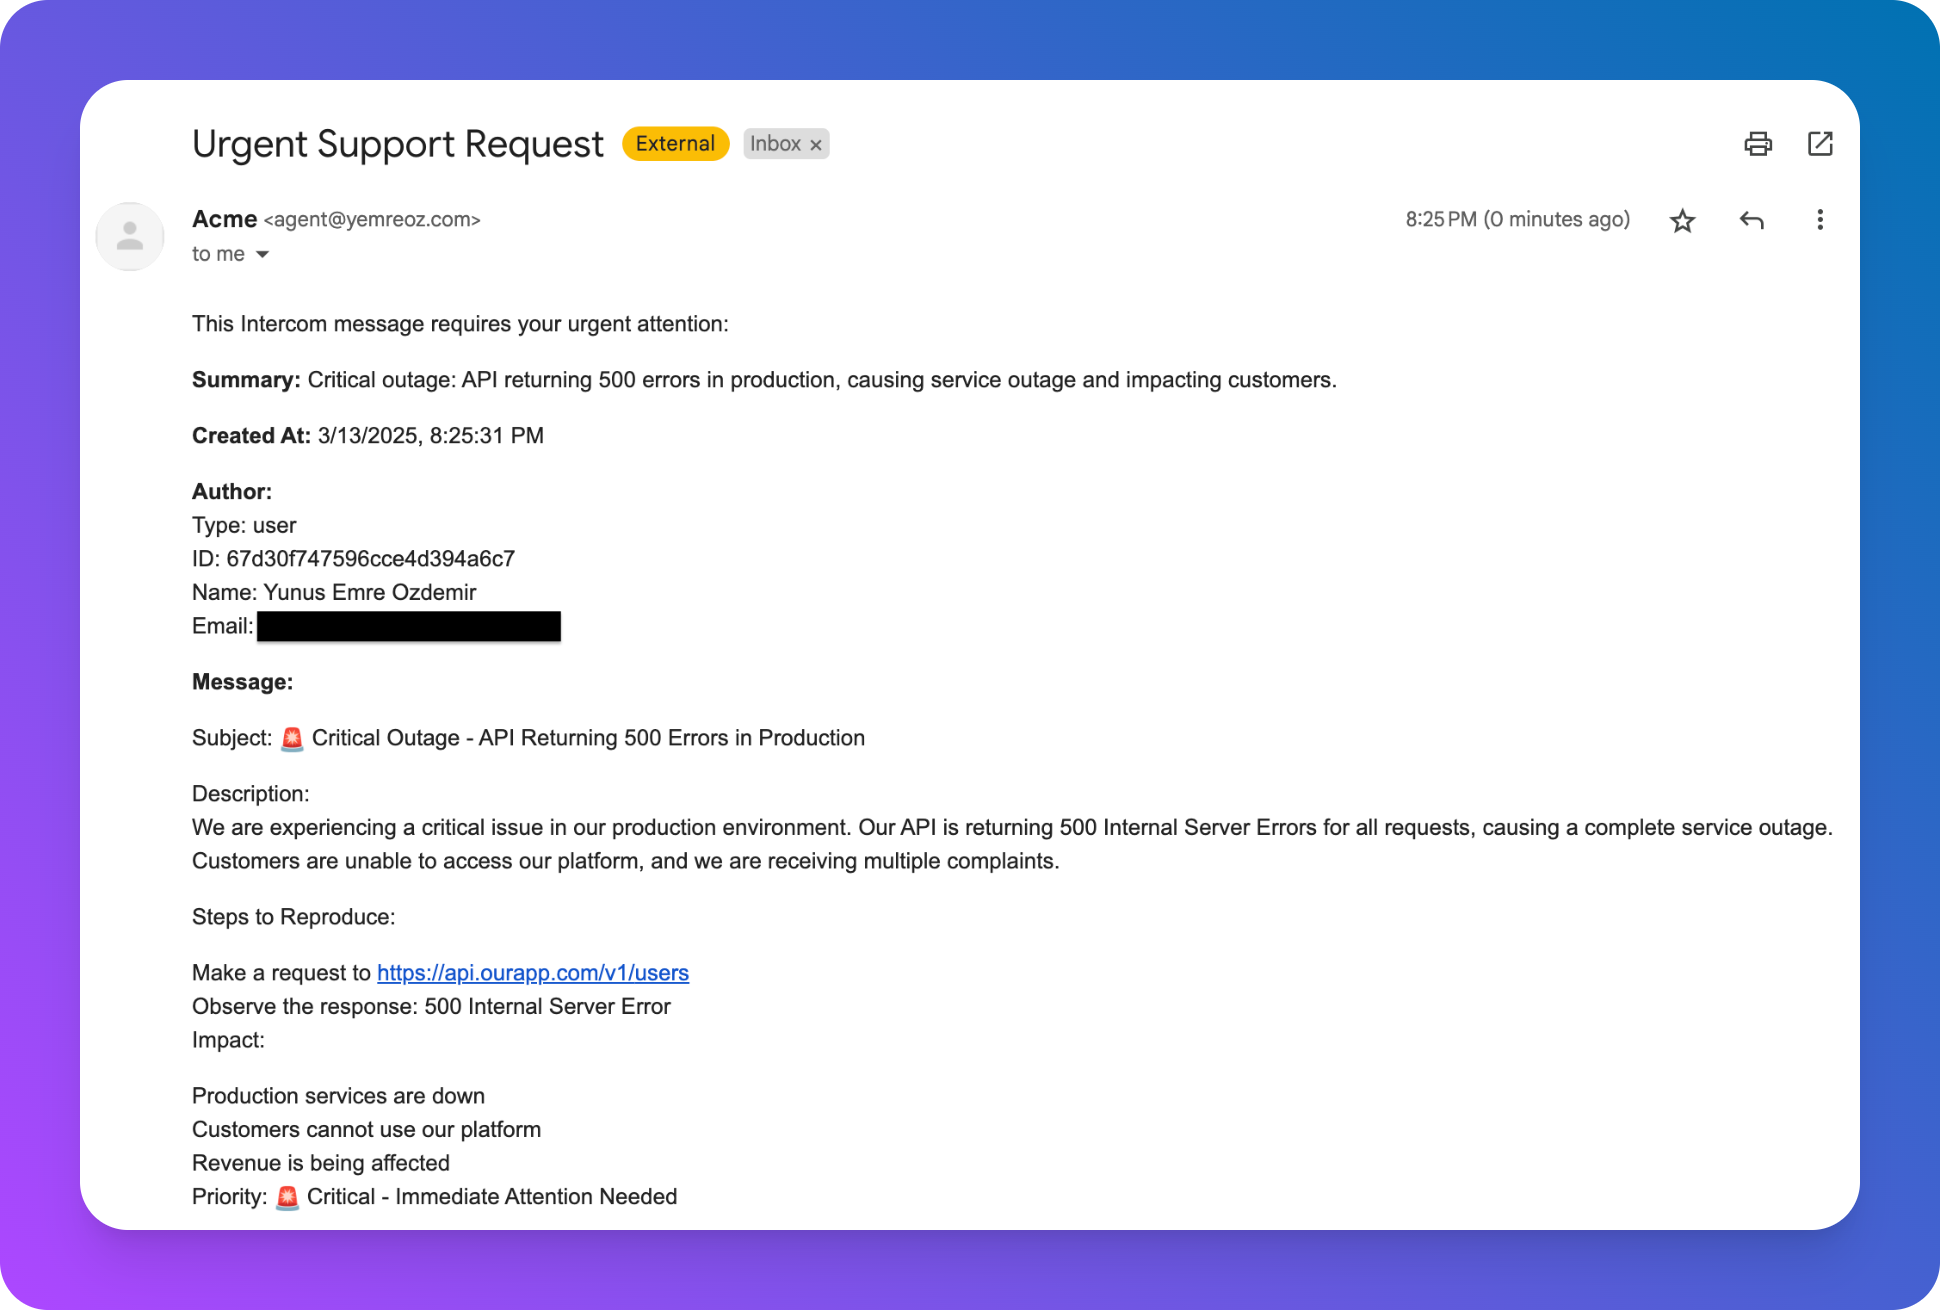 Urgent Support Request External Inbox ×
Acme <agent@yemreoz.com> 8:25 PM (0 minutes ago)
to me
This Intercom message requires your urgent attention:
Summary: Critical outage: API returning 500 errors in production, causing service outage and impacting customers.
Created At: 3/13/2025, 8:25:31 PM
Author:
Type: user
ID: 67d30f747596cce4d394a6c7
Name: Yunus Emre Ozdemir
Email:
Message:
Subject: 🚨 Critical Outage - API Returning 500 Errors in Production
Description:
We are experiencing a critical issue in our production environment. Our API is returning 500 Internal Server Errors for all requests, causing a complete service outage.
Customers are unable to access our platform, and we are receiving multiple complaints.
Steps to Reproduce:
Make a request to https://api.ourapp.com/v1/users
Observe the response: 500 Internal Server Error
Impact:
Production services are down
Customers cannot use our platform
Revenue is being affected
Priority: 🚨 Critical - Immediate Attention Needed